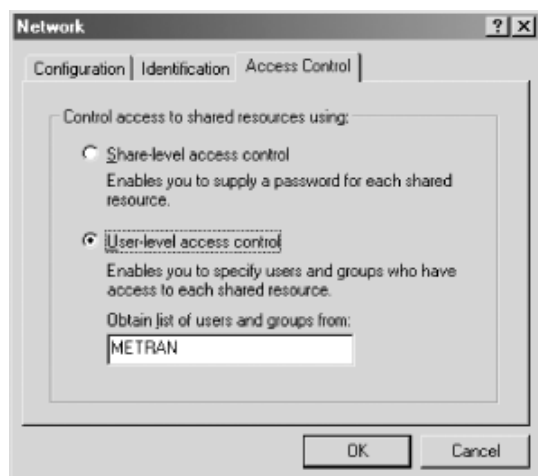 Network
Configuration Identification Access Control
Control access to shared resources using:
Share-level access control
Enables you to supply a password for each shared
resource.
User-level access control
Enables you to specify users and groups who have
access to each shared resource.
Obtain list of users and groups from:
METRAN
OK Cancel